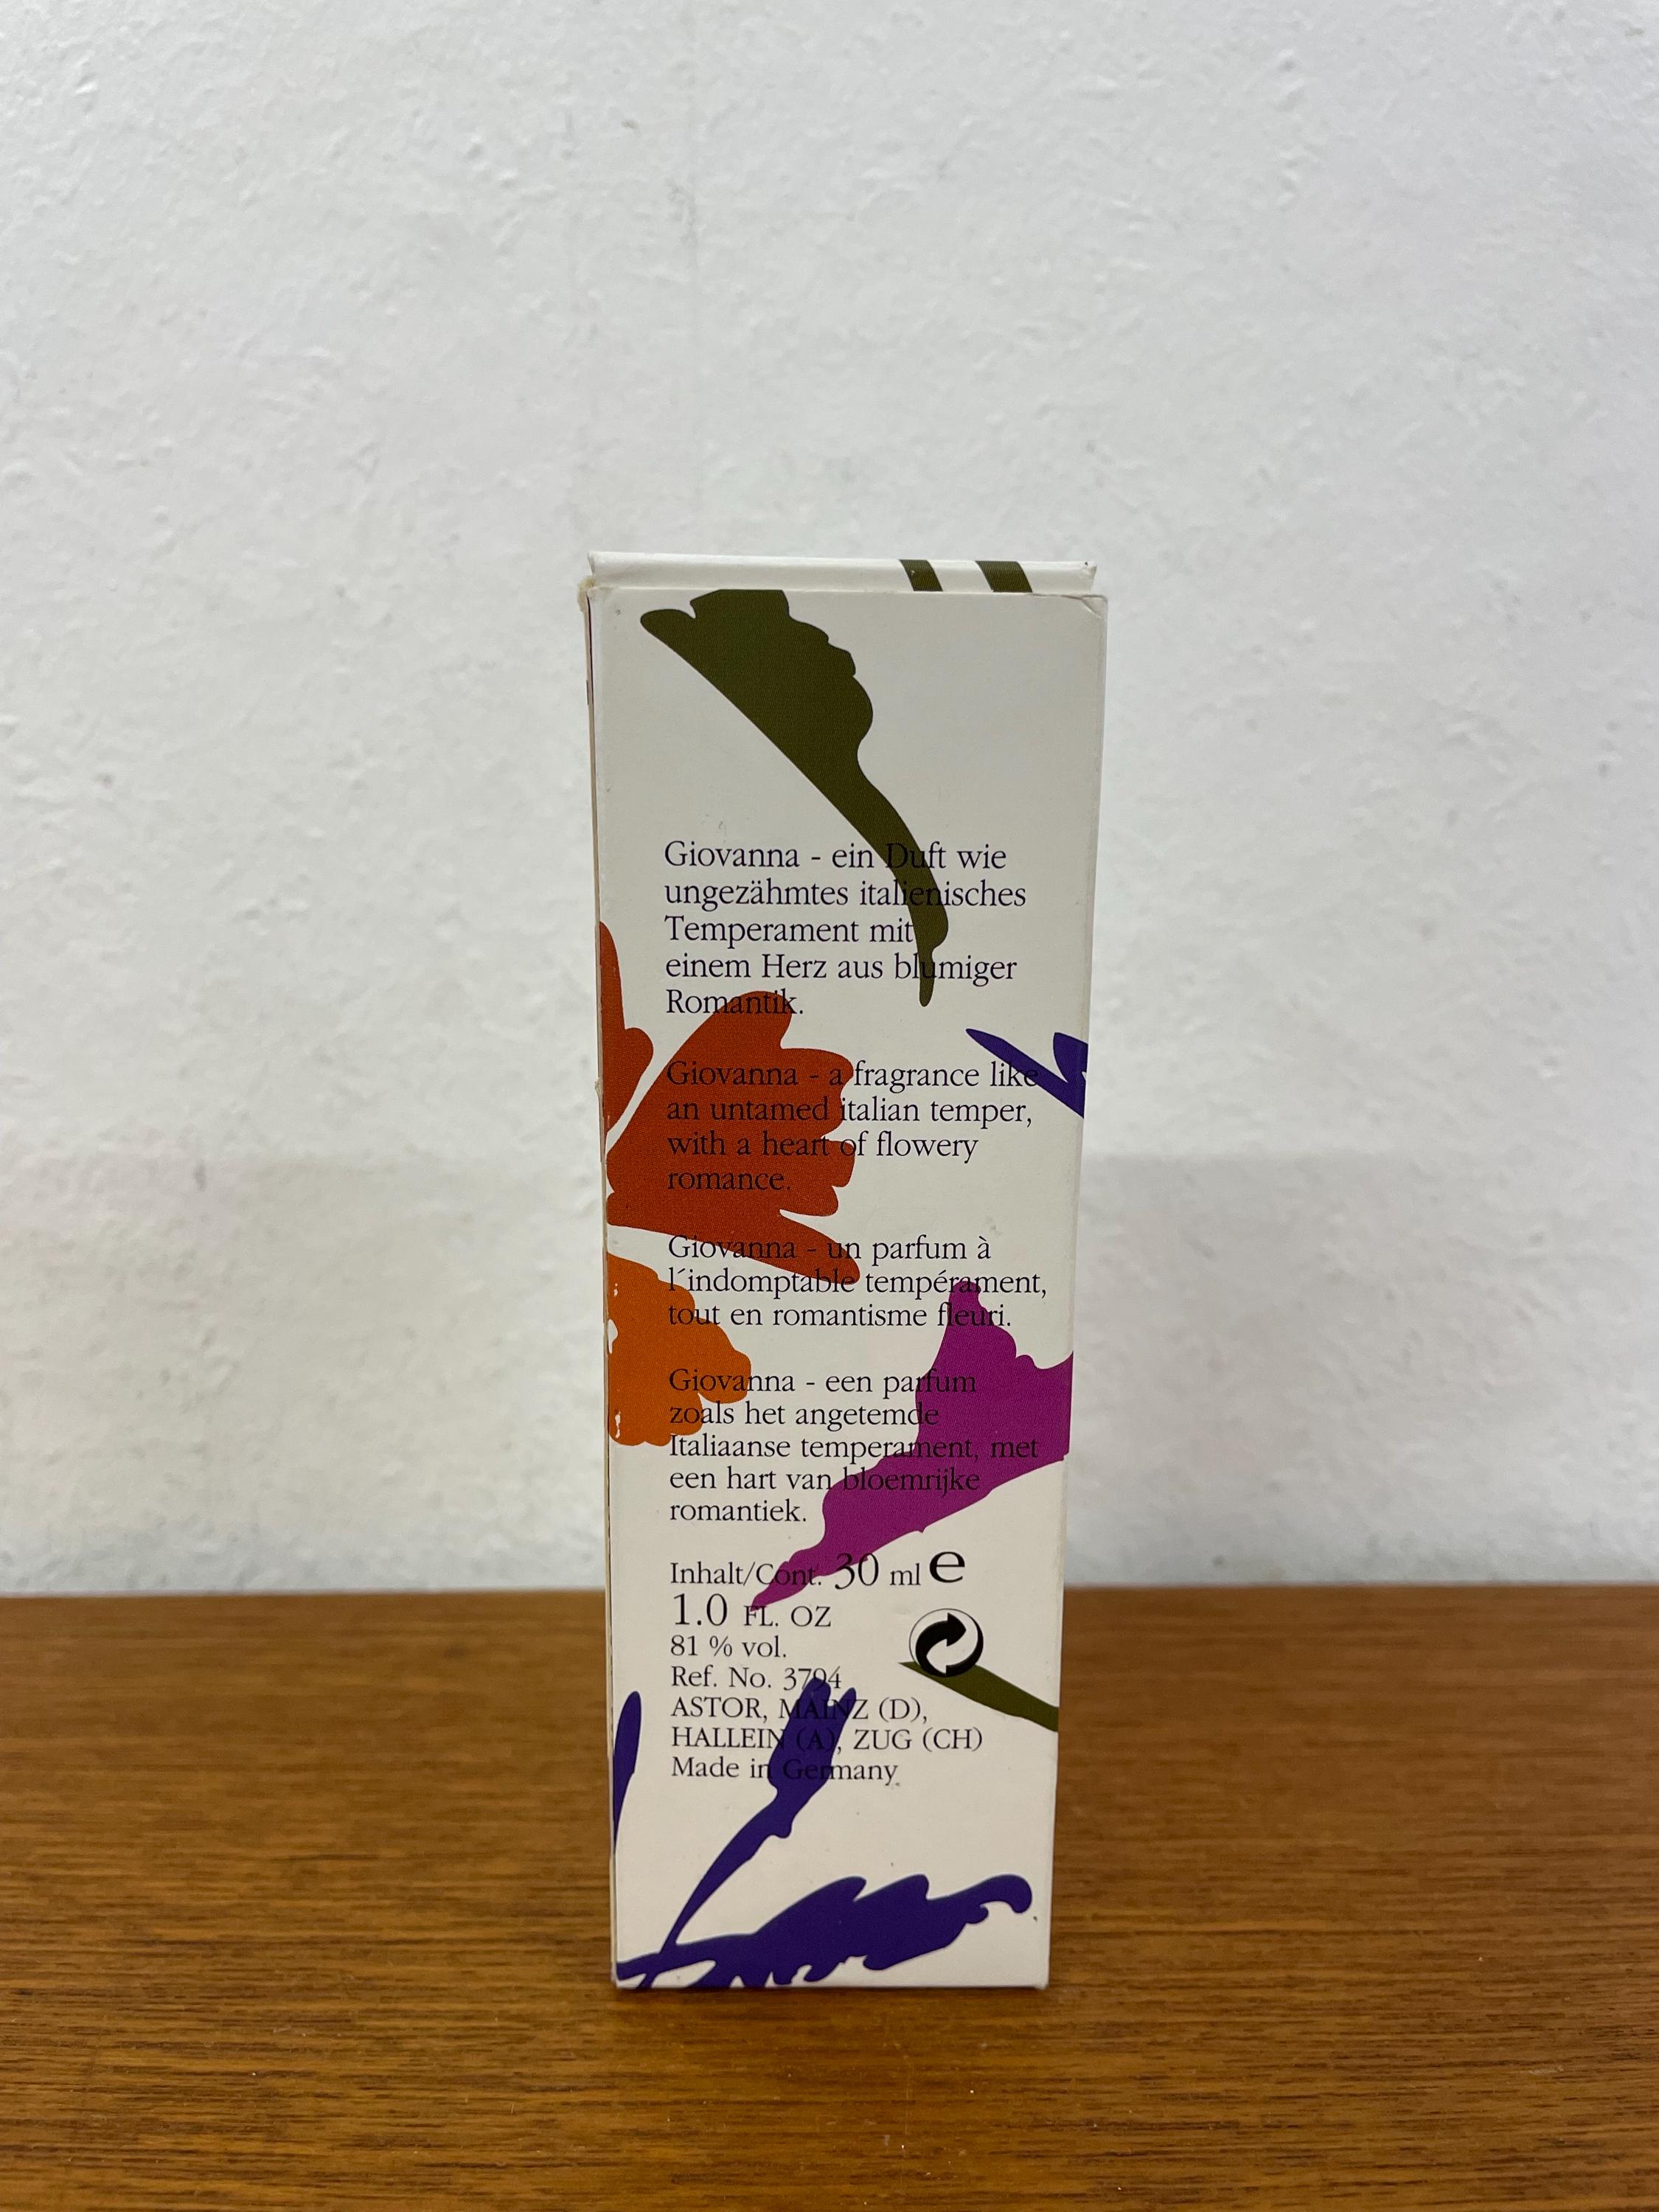 Giovanna - ein Duft wie
ungezähmtes italienisches
Temperament mit
einem Herz aus blumiger
Romantik.
Giovanna - a fragrance like
an untamed italian temper,
with a heart of flowery
romance.
Giovanna - un parfum à
l´indomptable tempérament,
tout en romantisme fleuri.
Giovanna - een parfum
zoals het angetemde
Italiaanse temperament, met
een hart van bloemrijke
romantiek.
Inhalt/Cont. 30 ml e
1.0 FL. OZ
81 % vol.
Ref. No. 3794
ASTOR, MAINZ (D),
HALLEIN (A), ZUG (CH)
Made in Germany